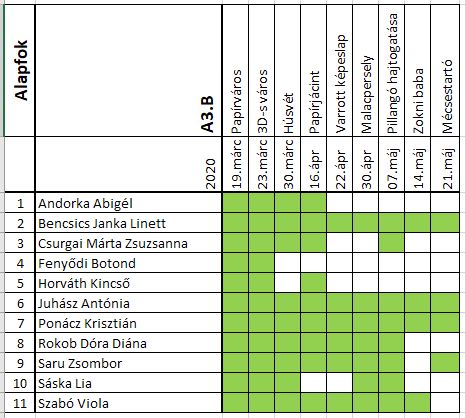 Alapfok
A3.B
Papírváros
3D-s város
Húsvét
Papírjácint
Varrott képeslap
Malacpersely
Pillangó hajtogatása
Zokni baba
Mécsestartó
2020
19.márc
23.márc
30.márc
16.ápr
22.ápr
30.ápr
07.máj
14.máj
21.máj
1 Andorka Abigél
2 Bencsics Janka Linett
3 Csurgai Márta Zsuzsanna
4 Fenyődi Botond
5 Horváth Kincső
6 Juhász Antónia
7 Ponácz Krisztián
8 Rokob Dóra Diána
9 Saru Zsombor
10 Sáska Lia
11 Szabó Viola